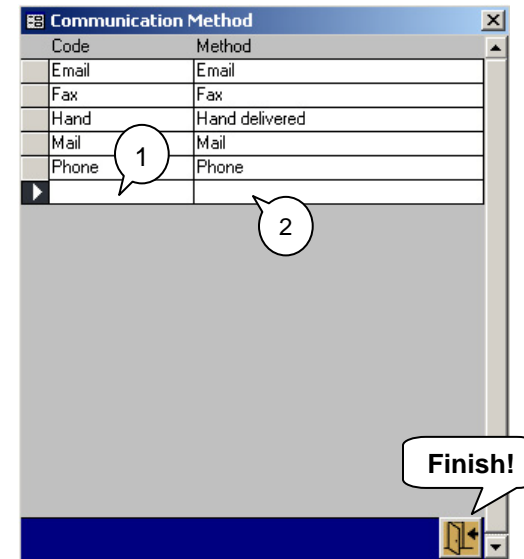 Communication Method
Code Method
Email Email
Fax Fax
Hand Hand delivered
Mail Mail
Phone Phone
1
2
Finish!